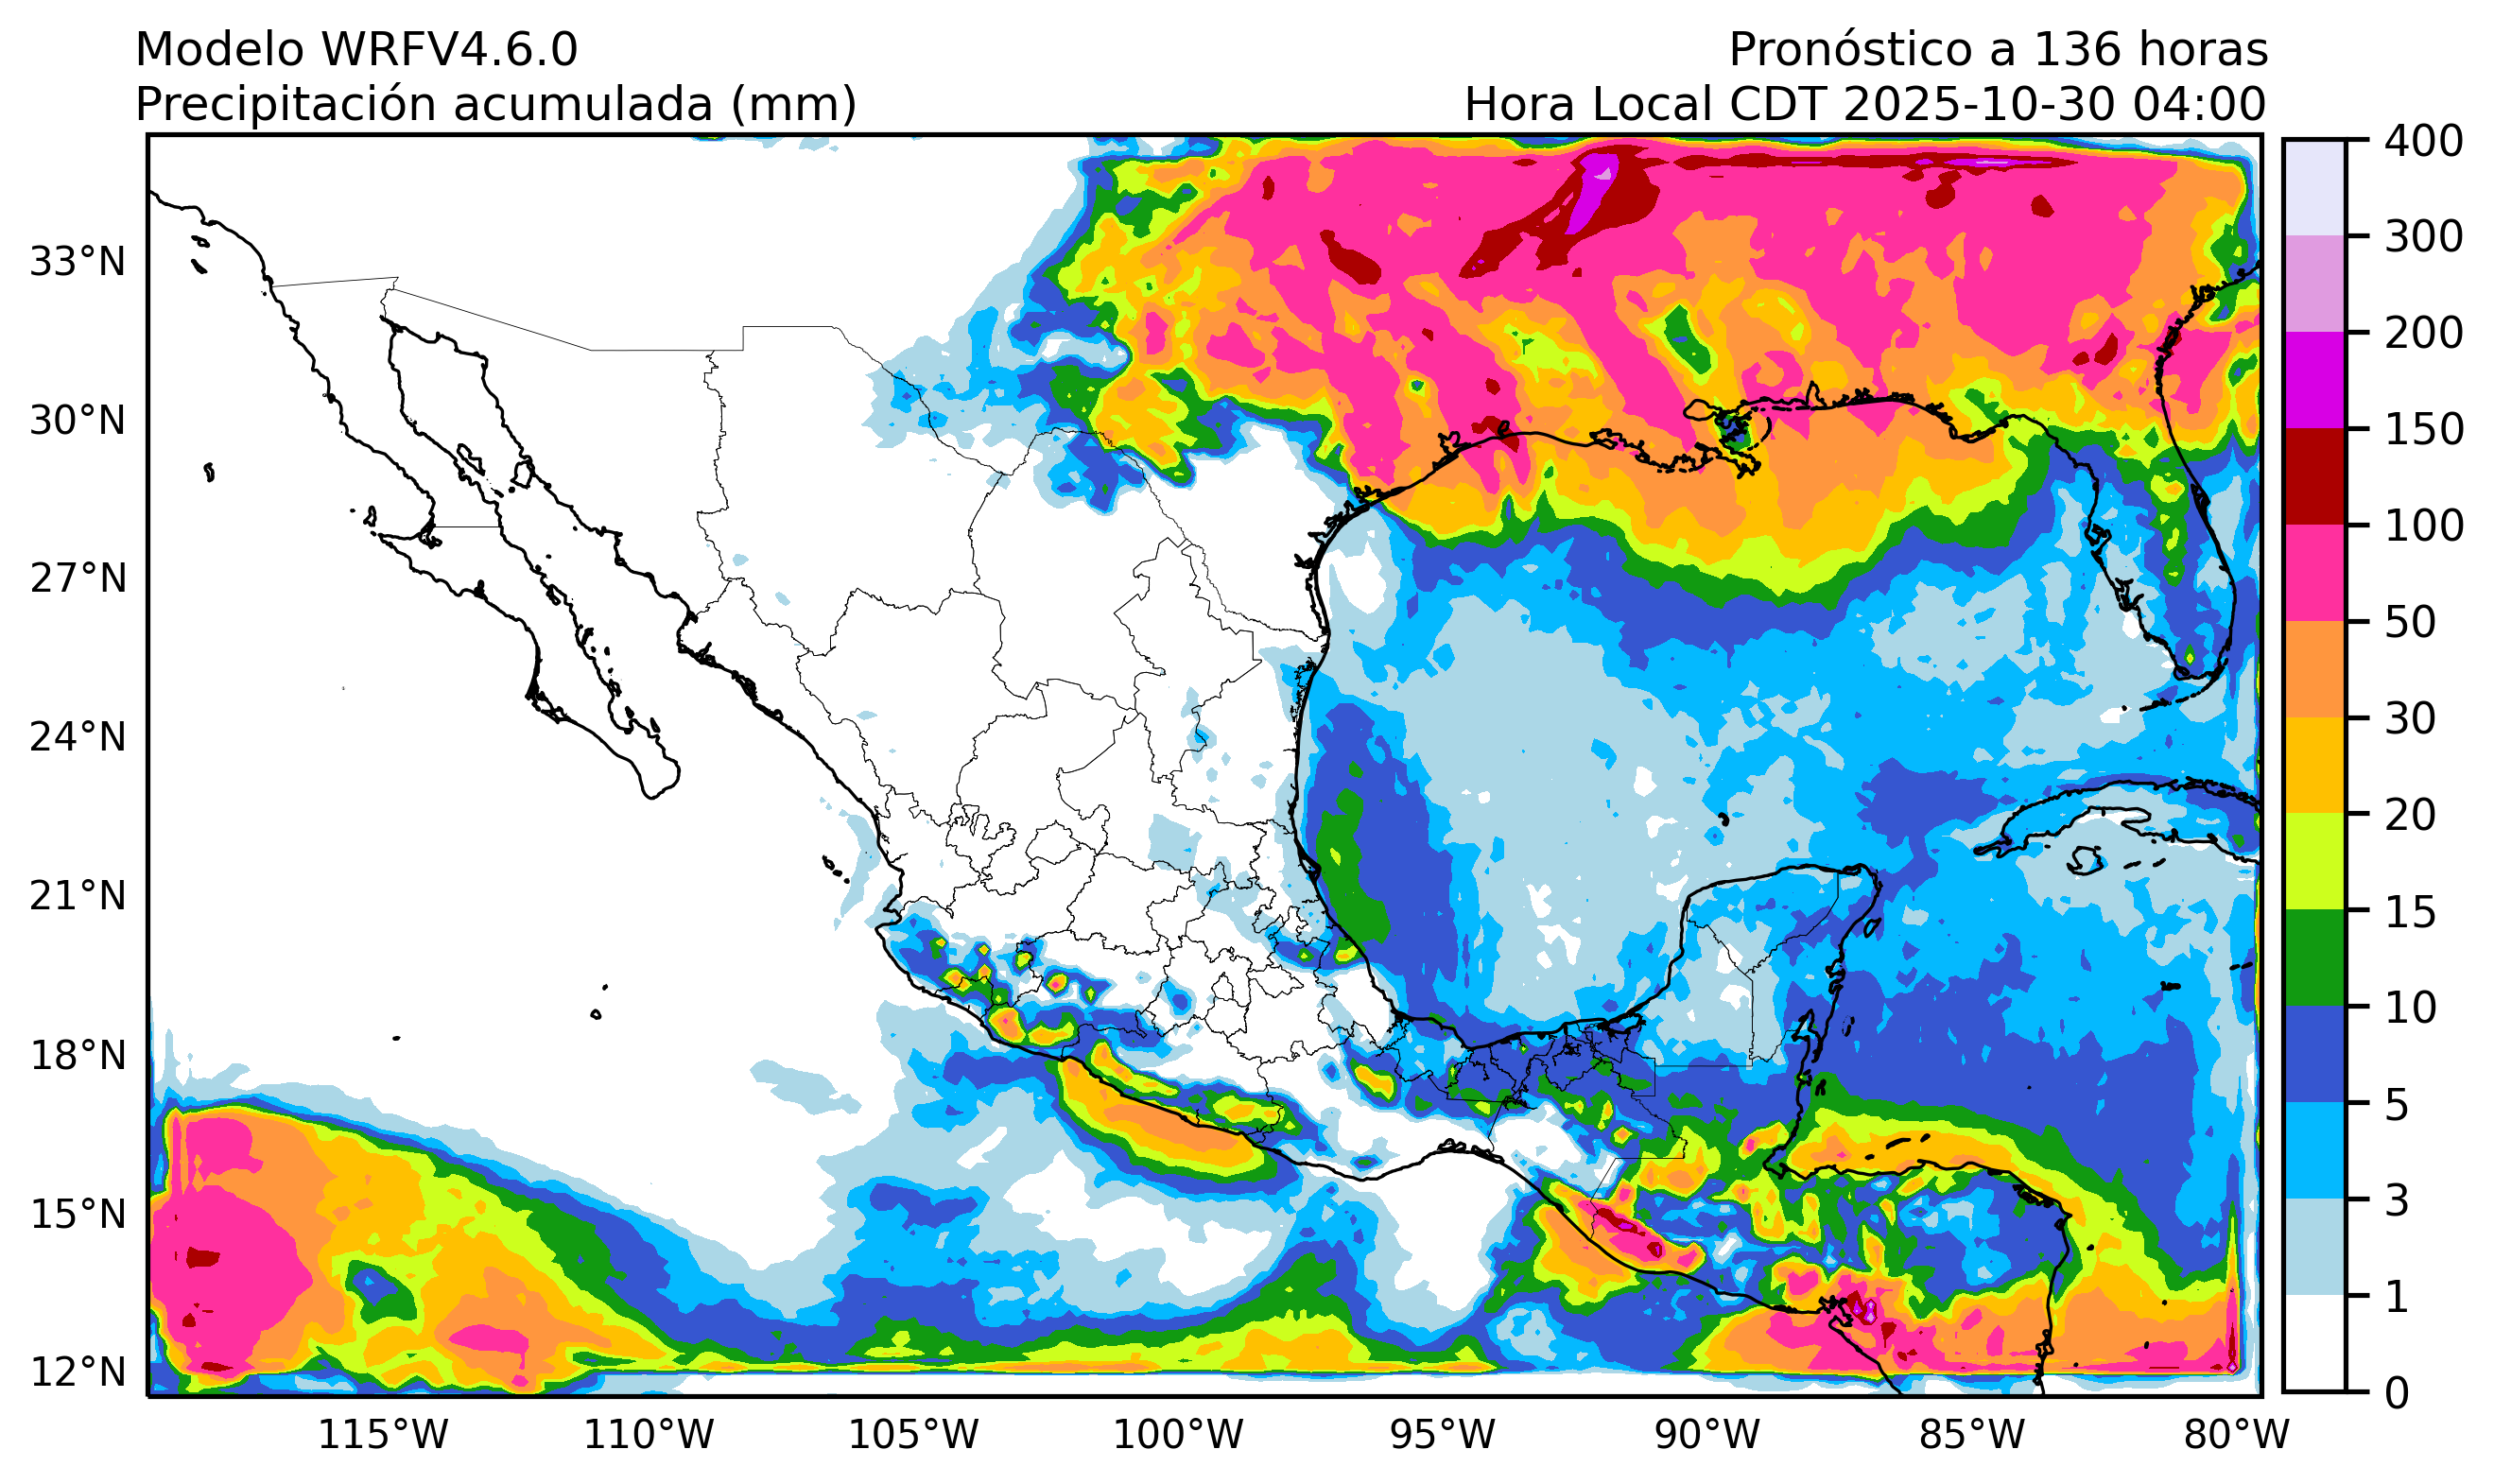 Modelo WRFV4.6.0
Pronóstico a 136 horas
Precipitación acumulada (mm)
Hora Local CDT 2025-10-30 04:00
33°N
30°N
27°N
24°N
21°N
18°N
15°N
12°N
115°W
110°W
105°W
100°W
95°W
90°W
85°W
80°W
400
300
200
150
100
50
30
20
15
10
5
3
1
0